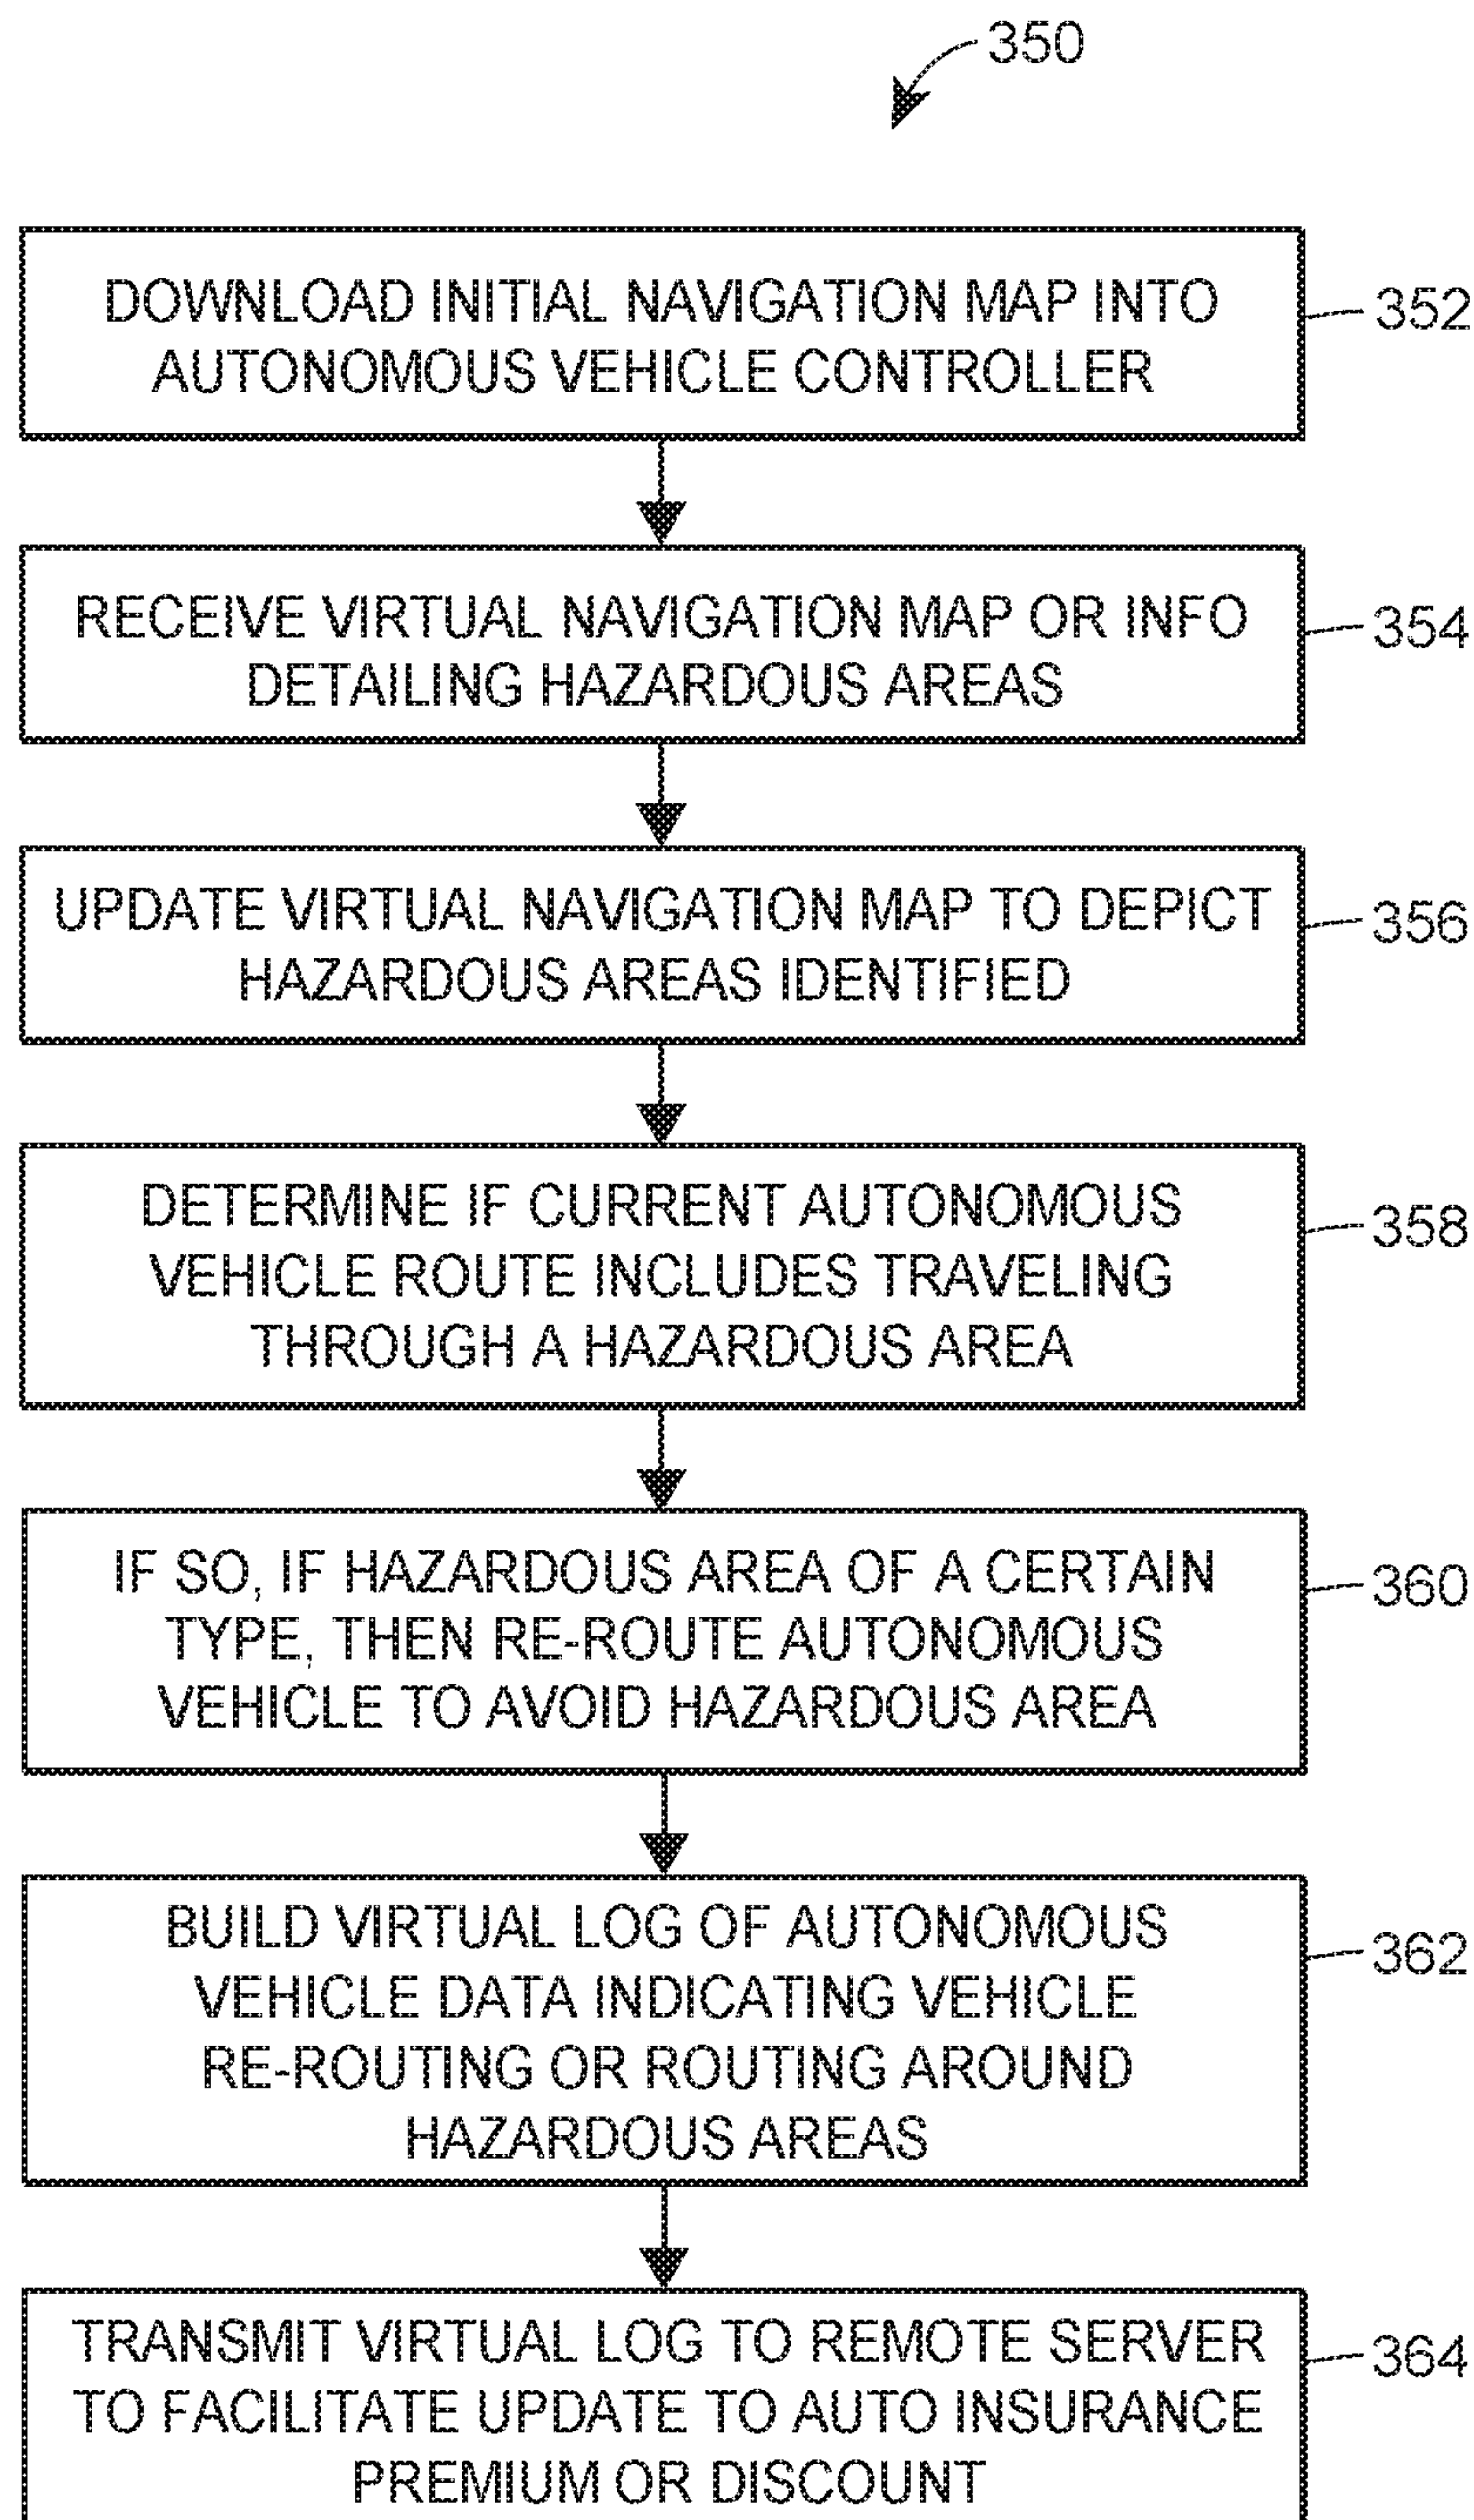 350
DOWNLOAD INITIAL NAVIGATION MAP INTO
AUTONOMOUS VEHICLE CONTROLLER
352
RECEIVE VIRTUAL NAVIGATION MAP OR INFO
DETAILING HAZARDOUS AREAS
354
UPDATE VIRTUAL NAVIGATION MAP TO DEPICT
HAZARDOUS AREAS IDENTIFIED
356
DETERMINE IF CURRENT AUTONOMOUS
VEHICLE ROUTE INCLUDES TRAVELING
THROUGH A HAZARDOUS AREA
358
IF SO, IF HAZARDOUS AREA OF A CERTAIN
TYPE, THEN RE-ROUTE AUTONOMOUS
VEHICLE TO AVOID HAZARDOUS AREA
360
BUILD VIRTUAL LOG OF AUTONOMOUS
VEHICLE DATA INDICATING VEHICLE
RE-ROUTING OR ROUTING AROUND
HAZARDOUS AREAS
362
TRANSMIT VIRTUAL LOG TO REMOTE SERVER
TO FACILITATE UPDATE TO AUTO INSURANCE
PREMIUM OR DISCOUNT
364